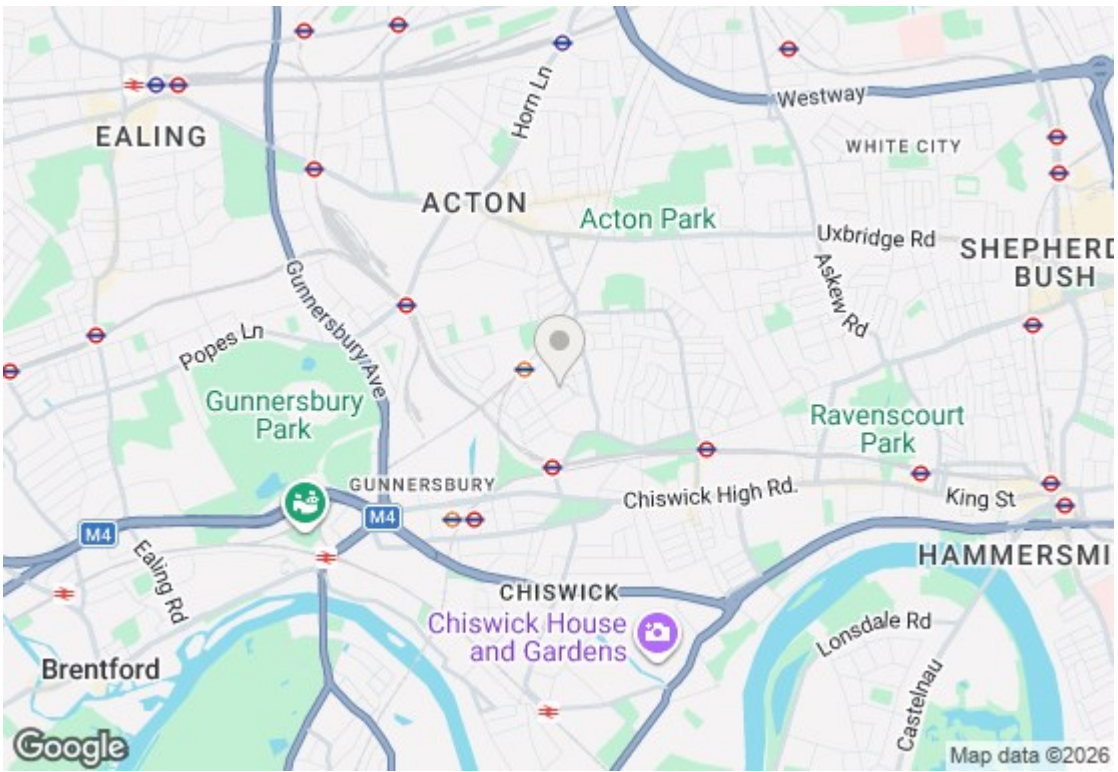 Westway
Horn Ln
EALING
WHITE CITY
ACTON
Acton Park
Uxbridge Rd
SHEPHERD
BUSH
Askew Rd
Gunnersbury Ave
Popes Ln
Gunnersbury
Park
Ravenscourt
Park
GUNNERSBURY
Chiswick High Rd.
King St
M4
M4
Ealing Rd
HAMMERSMI
CHISWICK
Chiswick House
and Gardens
Lonsdale Rd
Brentford
Castelnau
Google
Map data ©2026